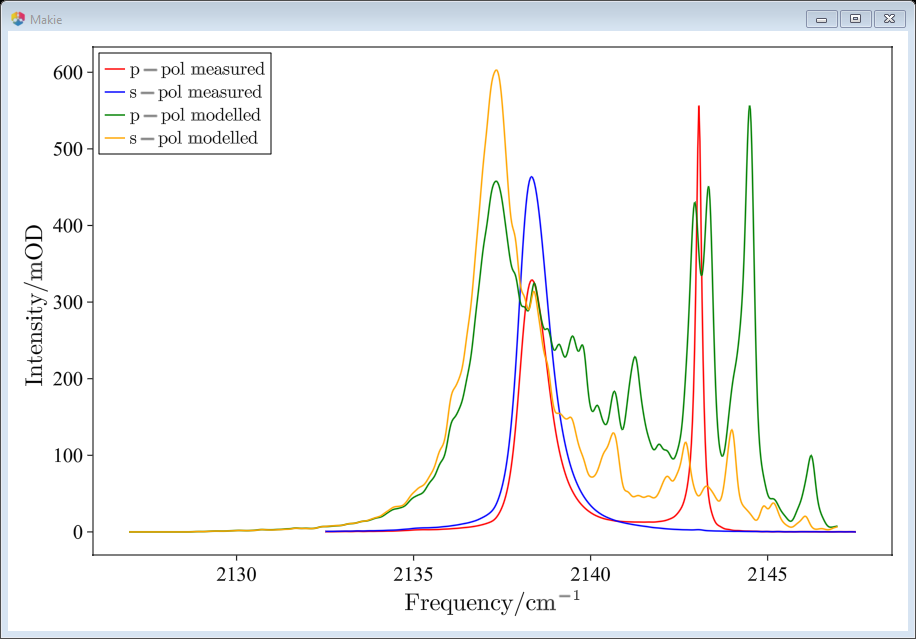 Makie
600
500
400
300
200
100
0
Intensity/mOD
p — pol measured
s — pol measured
p — pol modelled
s — pol modelled
2130 2135 2140 2145
Frequency/cm⁻¹